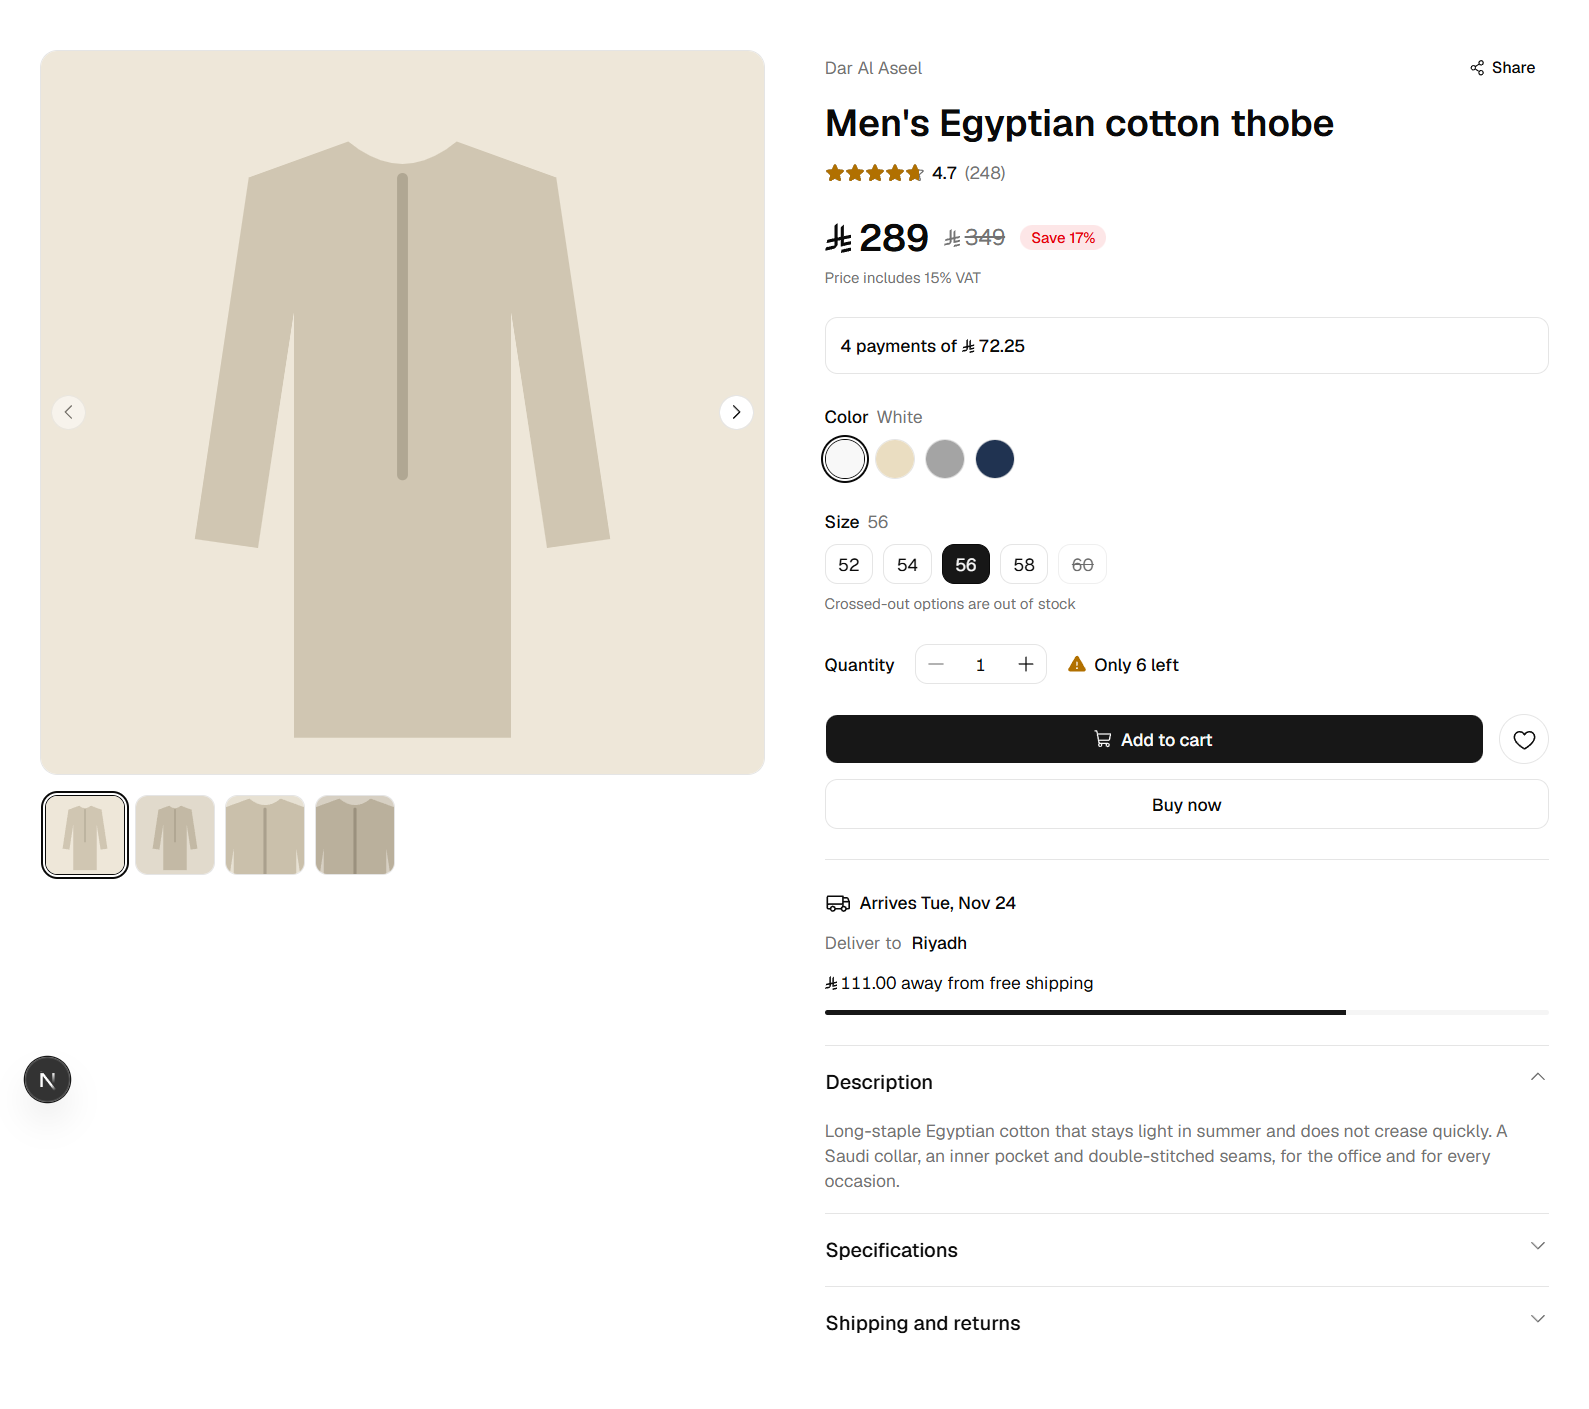 Dar Al Aseel
Share
Men's Egyptian cotton thobe
4.7 (248)
⃁ 289 ⃁ 349 Save 17%
Price includes 15% VAT
4 payments of ⃁ 72.25
Color White
Size 56
52 54 56 58 60
Crossed-out options are out of stock
Quantity 1 Only 6 left
Add to cart
Buy now
Arrives Tue, Nov 24
Deliver to Riyadh
⃁ 111.00 away from free shipping
Description
Long-staple Egyptian cotton that stays light in summer and does not crease quickly. A
Saudi collar, an inner pocket and double-stitched seams, for the office and for every
occasion.
Specifications
Shipping and returns
N